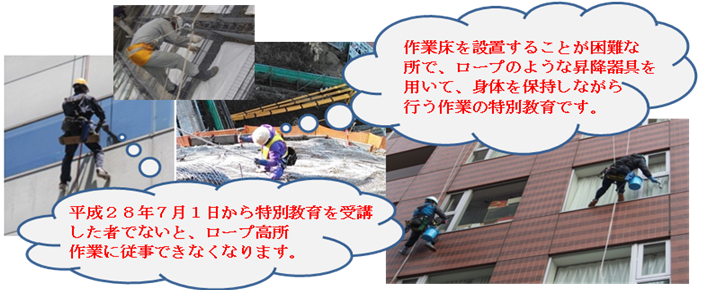 作業床を設置することが困難な
所で、ロープのような昇降器具を
用いて、身体を保持しながら
行う作業の特別教育です。
平成２８年７月１日から特別教育を受講
した者でないと、ロープ高所
作業に従事できなくなります。